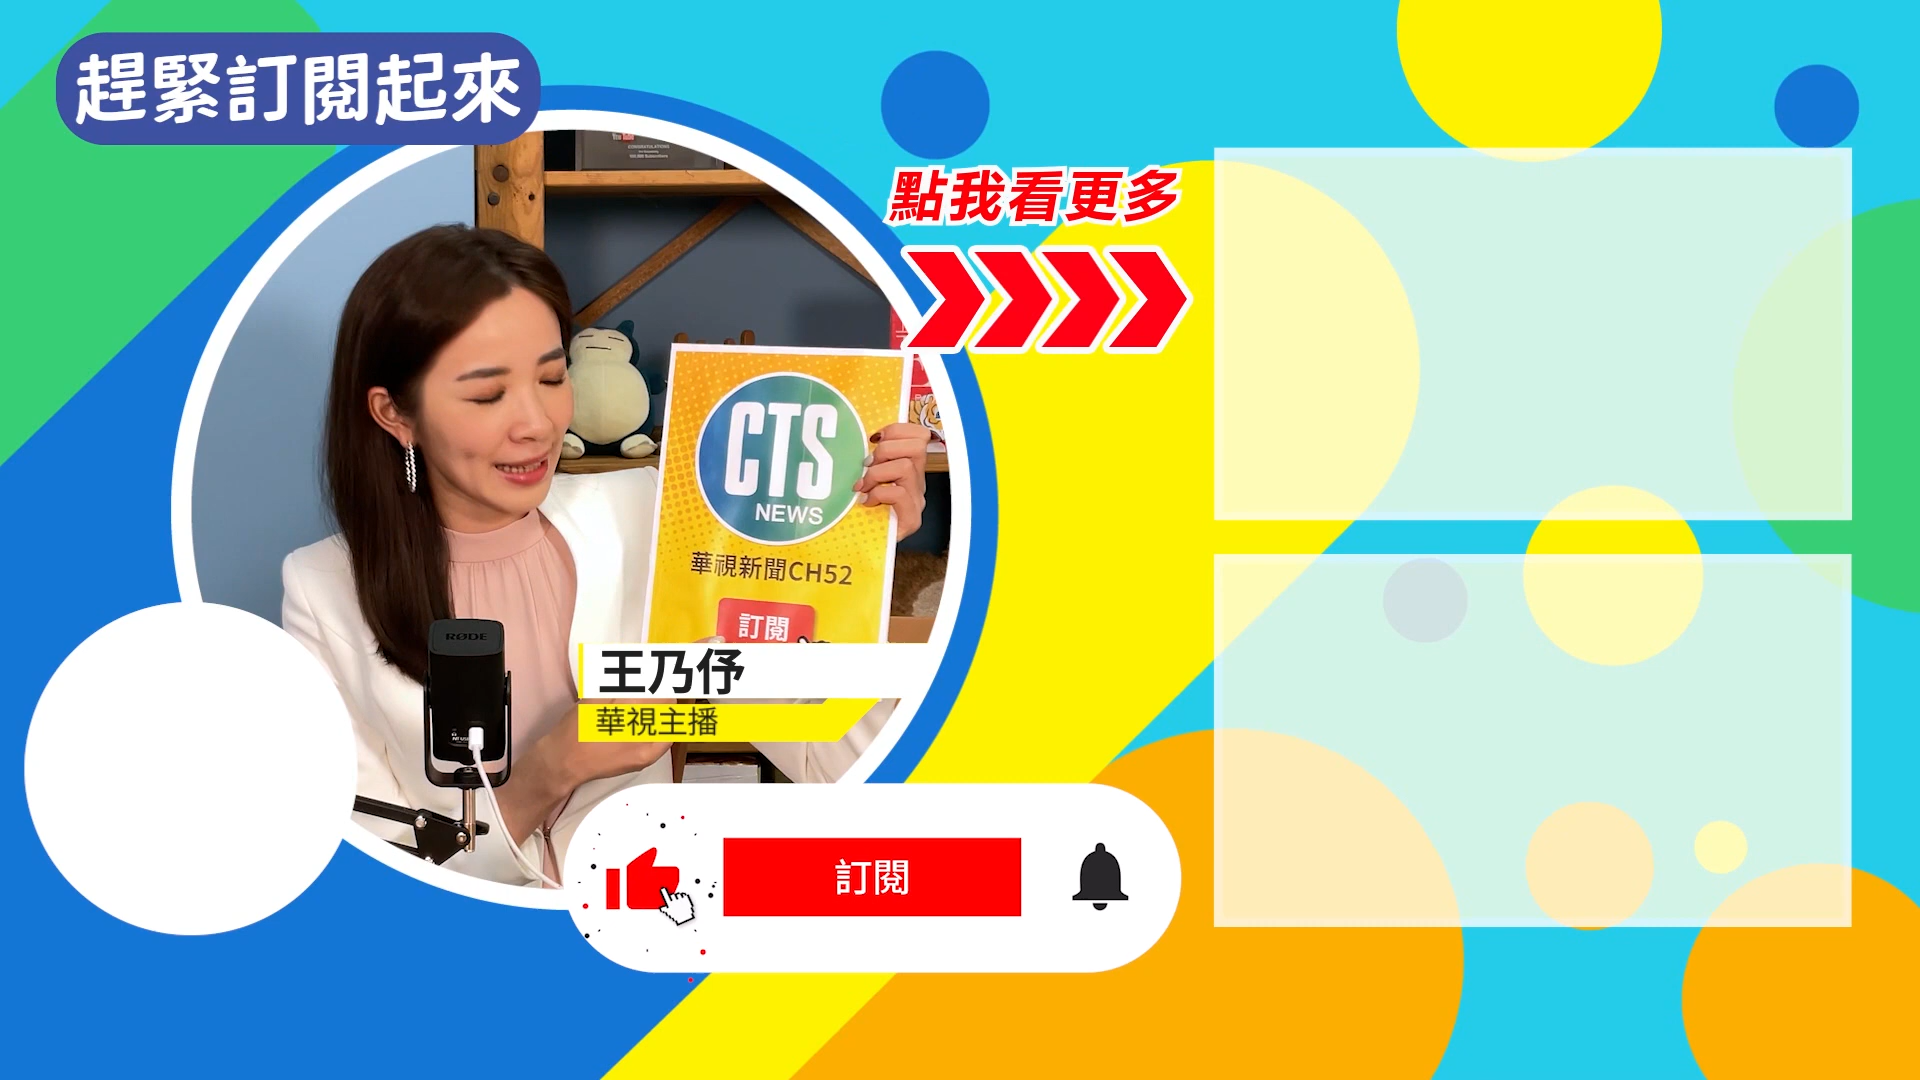 趕緊訂閱起來
CONGRATULATIONS
點我看更多
CTS
NEWS
華視新聞CH52
訂閱
RØDE
王乃伃
華視主播
訂閱